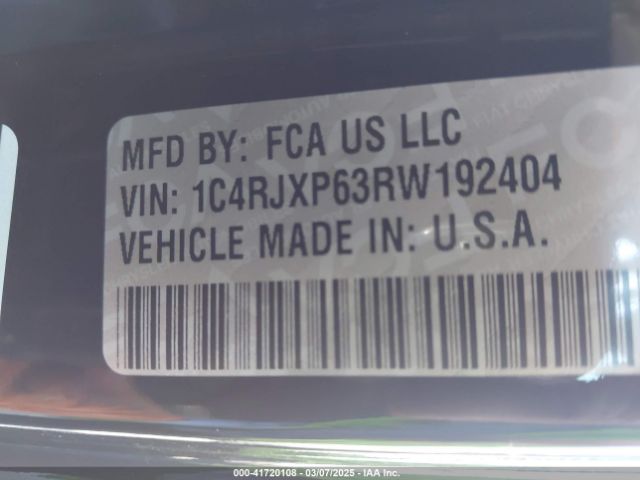 MFD BY: FCA US LLC
VIN: 1C4RJXP63RW192404
VEHICLE MADE IN: U.S.A.
000-41720108 - 03/07/2025 - IAA Inc.